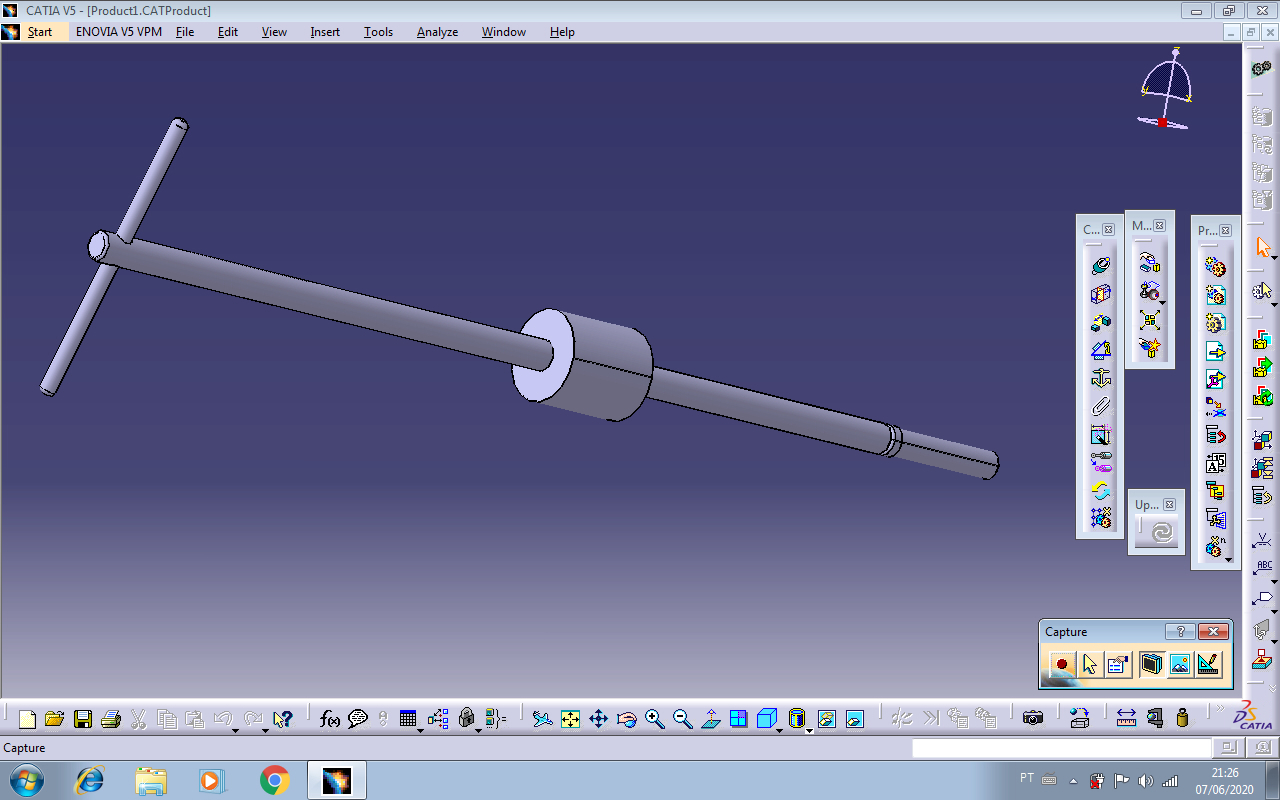 CATIA V5 - [Product1.CATProduct]
Start ENOVIA V5 VPM File Edit View Insert Tools Analyze Window Help
z
C... M... Pr...
Up...
Capture
f(x)
CATIA
Capture
PT
21:26
07/06/2020
ABC